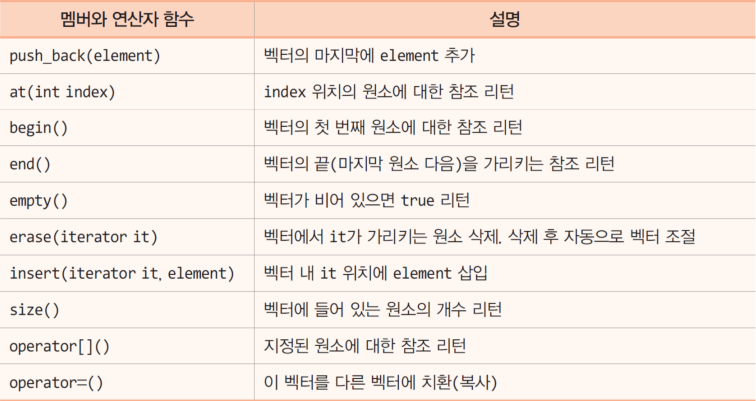 멤버와 연산자 함수 설명
push_back(element) 벡터의 마지막에 element 추가
at(int index) index 위치의 원소에 대한 참조 리턴
begin() 벡터의 첫 번째 원소에 대한 참조 리턴
end() 벡터의 끝(마지막 원소 다음)을 가리키는 참조 리턴
empty() 벡터가 비어 있으면 true 리턴
erase(iterator it) 벡터에서 it가 가리키는 원소 삭제. 삭제 후 자동으로 벡터 조절
insert(iterator it, element) 벡터 내 it 위치에 element 삽입
size() 벡터에 들어 있는 원소의 개수 리턴
operator[]() 지정된 원소에 대한 참조 리턴
operator=() 이 벡터를 다른 벡터에 치환(복사)